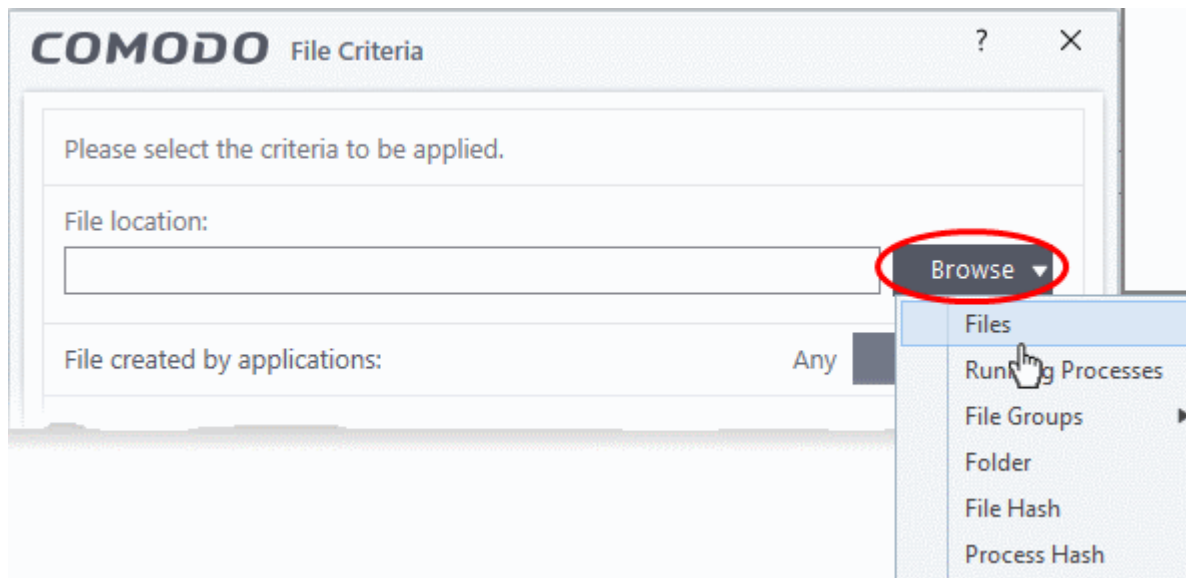 COMODO File Criteria ?
Please select the criteria to be applied.
File location:
Browse
Files
File created by applications: Any
Running Processes
File Groups
Folder
File Hash
Process Hash